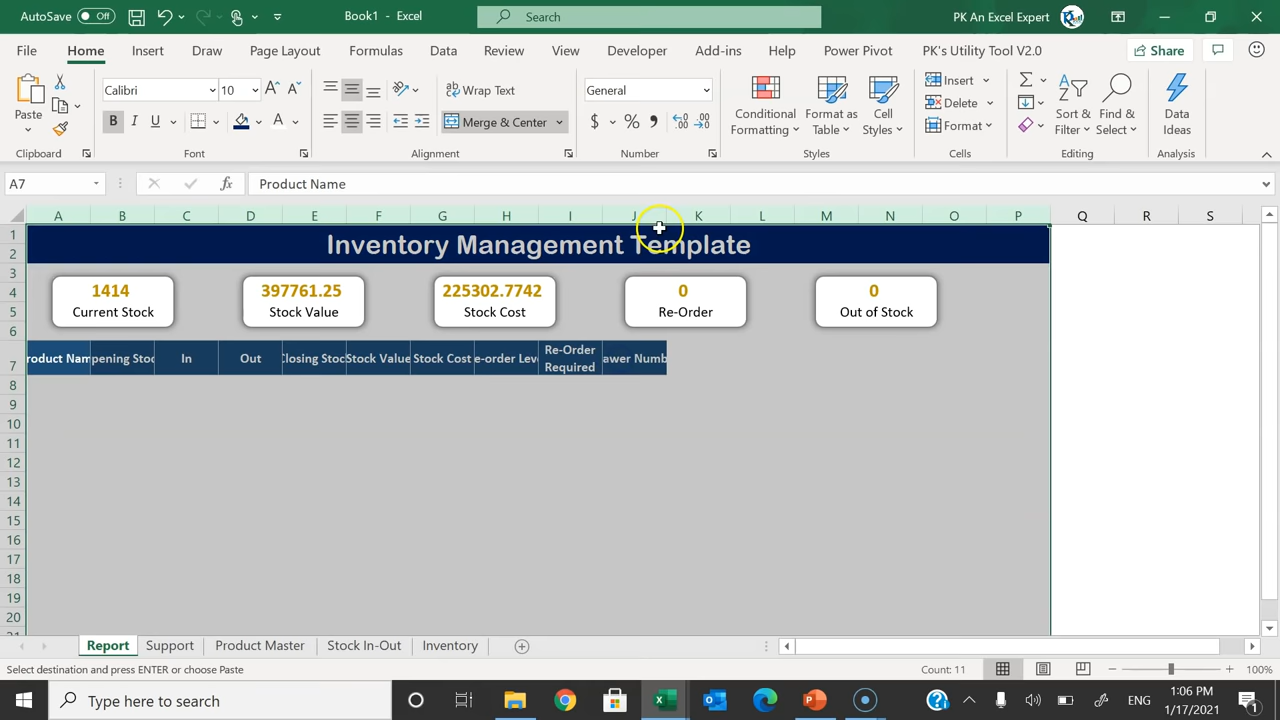 AutoSave Off
Book1 - Excel
Search
PK An Excel Expert
File Home Insert Draw Page Layout Formulas Data Review View Developer Add-ins Help Power Pivot PK's Utility Tool V2.0 Share
Paste
Calibri 10
Wrap Text
General
Merge & Center
Conditional Formatting
Format as Table
Cell Styles
Insert
Delete
Format
Sort & Filter
Find & Select
Data Ideas
Clipboard Font Alignment Number Styles Cells Editing Analysis
A7 fx Product Name
A B C D E F G H I J K L M N O P Q R S
1
2
Inventory Management Template
3
4
5
6
1414
Current Stock
397761.25
Stock Value
225302.7742
Stock Cost
0
Re-Order
0
Out of Stock
7
roduct Nam pening Stoc In Out Closing Stoc Stock Value Stock Cost e-order Leve Re-Order Required awer Numb
8
9
10
11
12
13
14
15
16
17
18
19
20
Report Support Product Master Stock In-Out Inventory
Select destination and press ENTER or choose Paste
Count: 11
100%
Type here to search
ENG
1:06 PM
1/17/2021